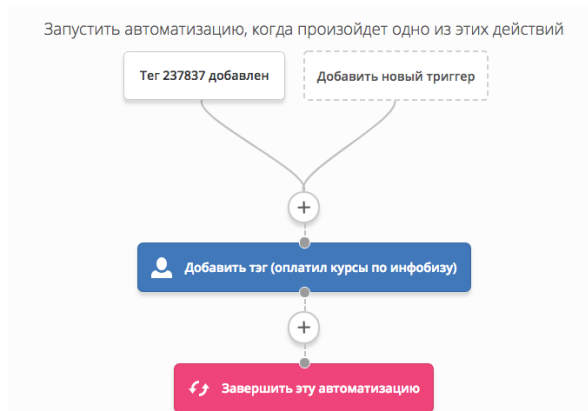 Запустить автоматизацию, когда произойдет одно из этих действий
Тег 237837 добавлен
Добавить новый триггер
Добавить тэг (оплатил курсы по инфобизу)
Завершить эту автоматизацию